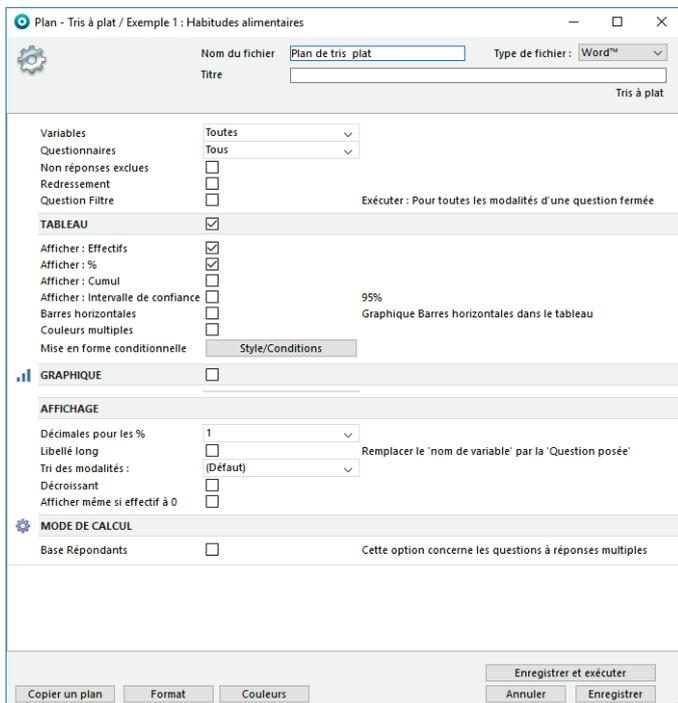 Plan - Tris à plat / Exemple 1 : Habitudes alimentaires
Nom du fichier Plan de tris plat Type de fichier : Word™
Titre
Tris à plat
Variables Toutes
Questionnaires Tous
Non réponses exclues
Redressement
Question Filtre Exécuter : Pour toutes les modalités d'une question fermée
TABLEAU
Afficher : Effectifs
Afficher : %
Afficher : Cumul
Afficher : Intervalle de confiance 95%
Barres horizontales Graphique Barres horizontales dans le tableau
Couleurs multiples
Mise en forme conditionnelle Style/Conditions
GRAPHIQUE
AFFICHAGE
Décimales pour les % 1
Libellé long Remplacer le 'nom de variable' par la 'Question posée'
Tri des modalités : (Défaut)
Décroissant
Afficher même si effectif à 0
MODE DE CALCUL
Base Répondants Cette option concerne les questions à réponses multiples
Enregistrer et exécuter
Copier un plan Format Couleurs Annuler Enregistrer